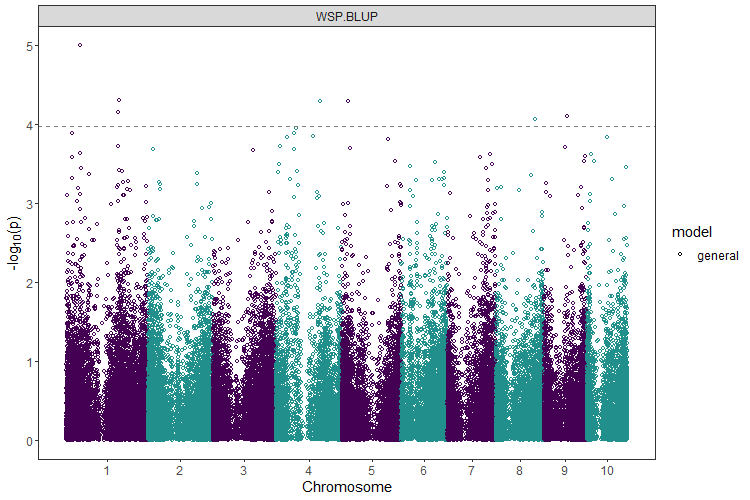 WSP.BLUP
5
4
3
2
1
0
-log10(p)
1 2 3 4 5 6 7 8 9 10
Chromosome
model
general